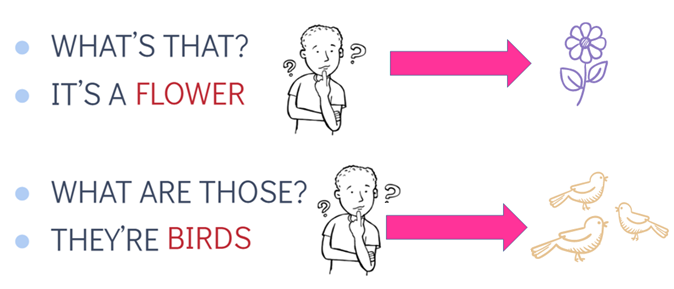 WHAT'S THAT?
IT'S A FLOWER
WHAT ARE THOSE?
THEY'RE BIRDS